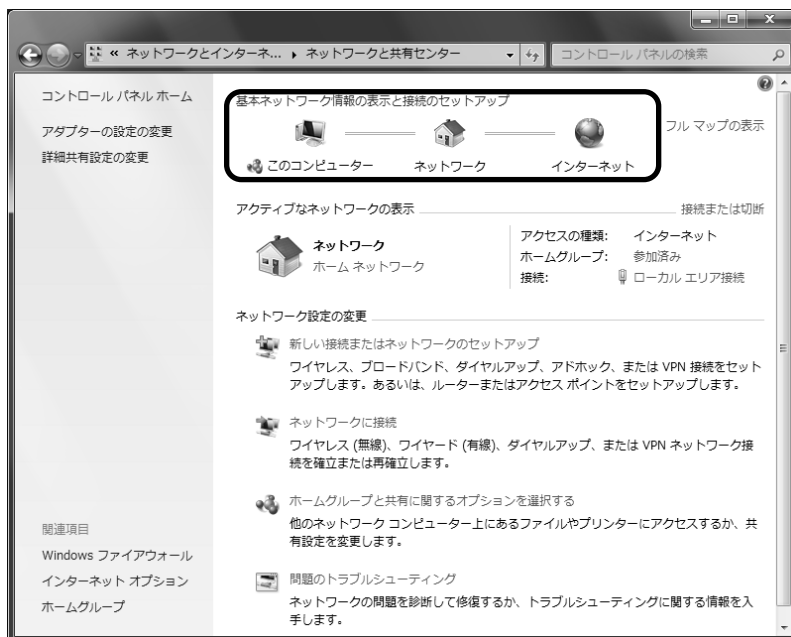 « ネットワークとインターネ... ▸ ネットワークと共有センター
コントロール パネルの検索
コントロール パネル ホーム
アダプターの設定の変更
詳細共有設定の変更
基本ネットワーク情報の表示と接続のセットアップ
フル マップの表示
このコンピューター
ネットワーク
インターネット
アクティブなネットワークの表示
接続または切断
ネットワーク
ホーム ネットワーク
アクセスの種類: インターネット
ホームグループ: 参加済み
接続: ローカル エリア接続
ネットワーク設定の変更
新しい接続またはネットワークのセットアップ
ワイヤレス、ブロードバンド、ダイヤルアップ、アドホック、または VPN 接続をセット
アップします。あるいは、ルーターまたはアクセス ポイントをセットアップします。
ネットワークに接続
ワイヤレス (無線)、ワイヤード (有線)、ダイヤルアップ、または VPN ネットワーク接
続を確立または再確立します。
ホームグループと共有に関するオプションを選択する
他のネットワーク コンピューター上にあるファイルやプリンターにアクセスするか、共
有設定を変更します。
問題のトラブルシューティング
ネットワークの問題を診断して修復するか、トラブルシューティングに関する情報を入
手します。
関連項目
Windows ファイアウォール
インターネット オプション
ホームグループ